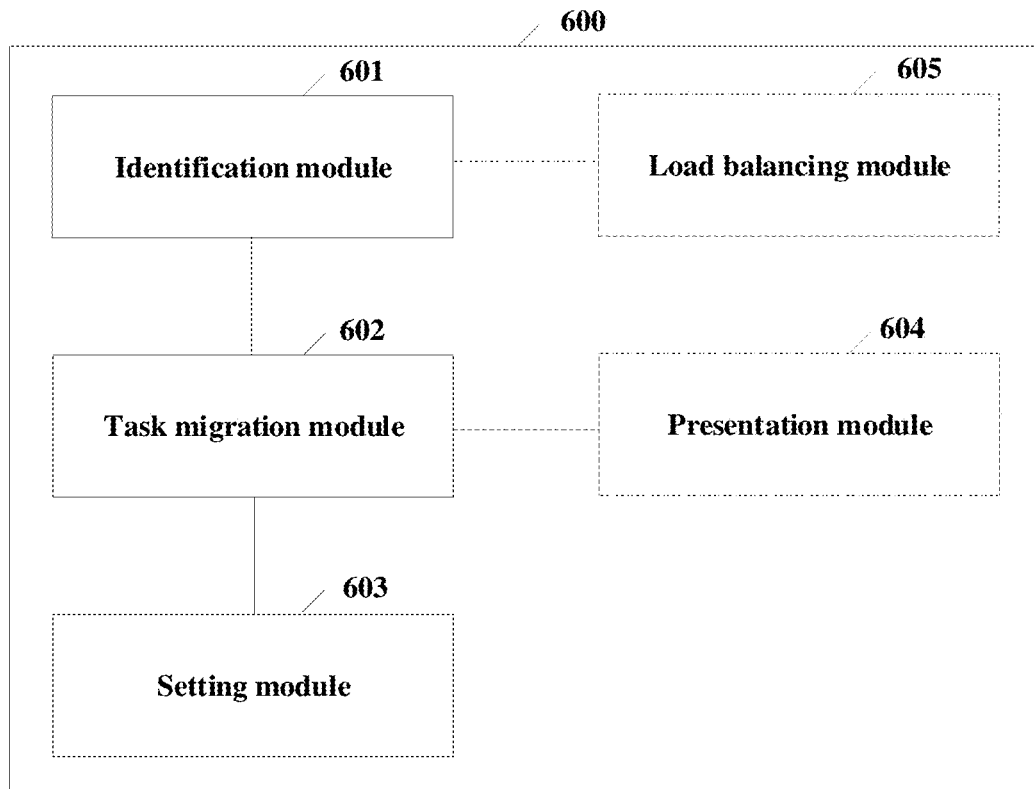 600
601
605
Identification module
Load balancing module
602
604
Task migration module
Presentation module
603
Setting module